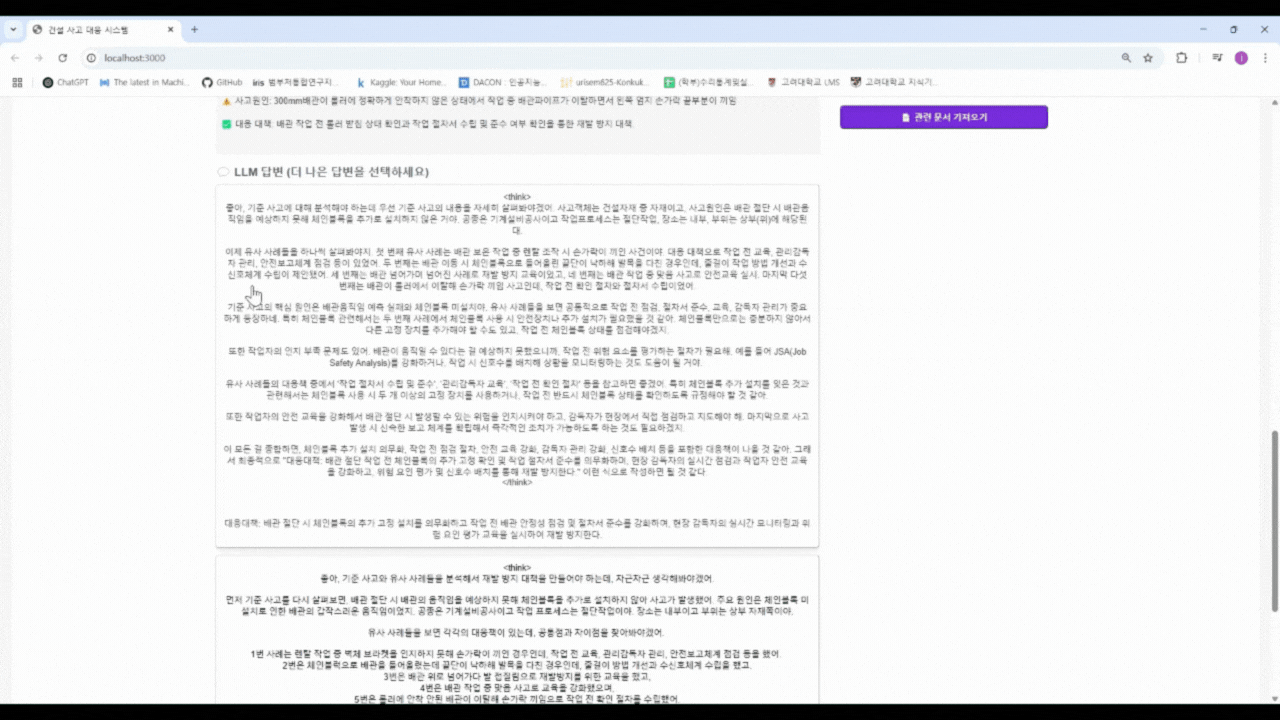 건설 사고 대응 시스템
localhost:3000
ChatGPT
The latest in Machi...
GitHub
iris 범부처통합연구지...
Kaggle: Your Home...
DACON : 인공지능...
urisem625-Konkuk...
(학부)수리통계및실...
고려대학교 LMS
고려대학교 지식기...
사고원인: 300mm배관이 롤러에 정확하게 안착하지 않은 상태에서 작업 중 배관파이프가 이탈하면서 왼쪽 엄지 손가락 끝부분이 끼임
대응 대책: 배관 작업 전 롤러 받침 상태 확인과 작업 절차서 수립 및 준수 여부 확인을 통한 재발 방지 대책.
관련 문서 가져오기
LLM 답변 (더 나은 답변을 선택하세요)
<think>
좋아, 기준 사고에 대해 분석해야 하는데 우선 기준 사고의 내용을 자세히 살펴봐야겠어. 사고객체는 건설자재 중 자재이고, 사고원인은 배관 절단 시 배관움
직임을 예상하지 못해 체인블록을 추가로 설치하지 않은 거야. 공종은 기계설비공사이고 작업프로세스는 절단작업, 장소는 내부, 부위는 상부(위)에 해당된
대.
이제 유사 사례들을 하나씩 살펴봐야지. 첫 번째 유사 사례는 배관 보온 작업 중 렌탈 조작 시 손가락이 끼인 사건이야. 대응 대책으로 작업 전 교육, 관리감독
자 관리, 안전보고체계 점검 등이 있었어. 두 번째는 배관 이동 시 체인블록으로 들어올린 끝단이 낙하해 발목을 다친 경우인데, 줄걸이 작업 방법 개선과 수
신호체계 수립이 제안됐어. 세 번째는 배관 넘어가며 넘어진 사례로 재발 방지 교육이었고, 네 번째는 배관 작업 중 맞음 사고로 안전교육 실시. 마지막 다섯
번째는 배관이 롤러에서 이탈해 손가락 끼임 사고인데, 작업 전 확인 절차와 절차서 수립이었어.
기준 사고의 핵심 원인은 배관움직임 예측 실패와 체인블록 미설치야. 유사 사례들을 보면 공통적으로 작업 전 점검, 절차서 준수, 교육, 감독자 관리가 중요
하게 등장하네. 특히 체인블록 관련해서는 두 번째 사례에서 체인블록 사용 시 안전장치나 추가 설치가 필요했을 것 같아. 체인블록만으로는 충분하지 않아서
다른 고정 장치를 추가해야 할 수도 있고, 작업 전 체인블록 상태를 점검해야겠지.
또한 작업자의 인지 부족 문제도 있어. 배관이 움직일 수 있다는 걸 예상하지 못했으니까, 작업 전 위험 요소를 평가하는 절차가 필요해. 예를 들어 JSA(Job
Safety Analysis)를 강화하거나, 작업 시 신호수를 배치해 상황을 모니터링하는 것도 도움이 될 거야.
유사 사례들의 대응책 중에서 '작업 절차서 수립 및 준수', '관리감독자 교육', '작업 전 확인 절차' 등을 참고하면 좋겠어. 특히 체인블록 추가 설치를 잊은 것과
관련해서는 체인블록 사용 시 두 개 이상의 고정 장치를 사용하거나, 작업 전 반드시 체인블록 상태를 확인하도록 규정해야 할 것 같아.
또한 작업자의 안전 교육을 강화해서 배관 절단 시 발생할 수 있는 위험을 인지시켜야 하고, 감독자가 현장에서 직접 점검하고 지도해야 해. 마지막으로 사고
발생 시 신속한 보고 체계를 확립해서 즉각적인 조치가 가능하도록 하는 것도 필요하겠지.
이 모든 걸 종합하면, 체인블록 추가 설치 의무화, 작업 전 점검 절차, 안전 교육 강화, 감독자 관리 강화, 신호수 배치 등을 포함한 대응책이 나올 것 같아. 그래
서 최종적으로 "대응대책: 배관 절단 작업 전 체인블록의 추가 고정 확인 및 작업 절차서 준수를 의무화하며, 현장 감독자의 실시간 점검과 작업자 안전 교육
을 강화하고, 위험 요인 평가 및 신호수 배치를 통해 재발 방지한다." 이런 식으로 작성하면 될 것 같다.
</think>
대응대책: 배관 절단 시 체인블록의 추가 고정 설치를 의무화하고 작업 전 배관 안정성 점검 및 절차서 준수를 강화하며, 현장 감독자의 실시간 모니터링과 위
험 요인 평가 교육을 실시하여 재발 방지한다.
<think>
좋아, 기준 사고와 유사 사례들을 분석해서 재발 방지 대책을 만들어야 하는데, 차근차근 생각해봐야겠어.
먼저 기준 사고를 다시 살펴보면, 배관 절단 시 배관의 움직임을 예상하지 못해 체인블록을 추가로 설치하지 않아 사고가 발생했어. 주요 원인은 체인블록 미
설치로 인한 배관의 갑작스러운 움직임이었지. 공종은 기계설비공사이고 작업 프로세스는 절단작업이야. 장소는 내부이고 부위는 상부 자재쪽이야.
유사 사례들을 보면 각각의 대응책이 있는데, 공통점과 차이점을 찾아봐야겠어.
1번 사례는 렌탈 작업 중 벽체 브라켓을 인지하지 못해 손가락이 끼인 경우인데, 작업 전 교육, 관리감독자 관리, 안전보고체계 점검 등을 했어.
2번은 체인블럭으로 배관을 들어올렸는데 끝단이 낙하해 발목을 다친 경우인데, 줄걸이 방법 개선과 수신호체계 수립을 했고,
3번은 배관 위로 넘어가다 발 접질림으로 재발방지를 위한 교육을 했고,
4번은 배관 작업 중 맞음 사고로 교육을 강화했으며,
5번은 롤러에 안착 안된 배관이 이탈해 손가락 끼임으로 작업 전 확인 절차를 수립했어.